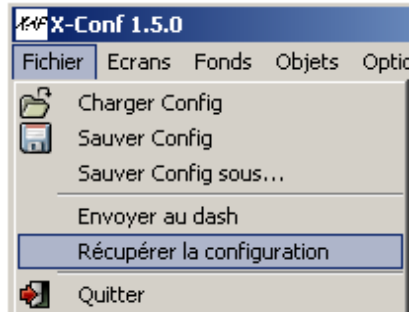 X-Conf 1.5.0
Fichier Ecrans Fonds Objets Optio
Charger Config
Sauver Config
Sauver Config sous...
Envoyer au dash
Récupérer la configuration
Quitter